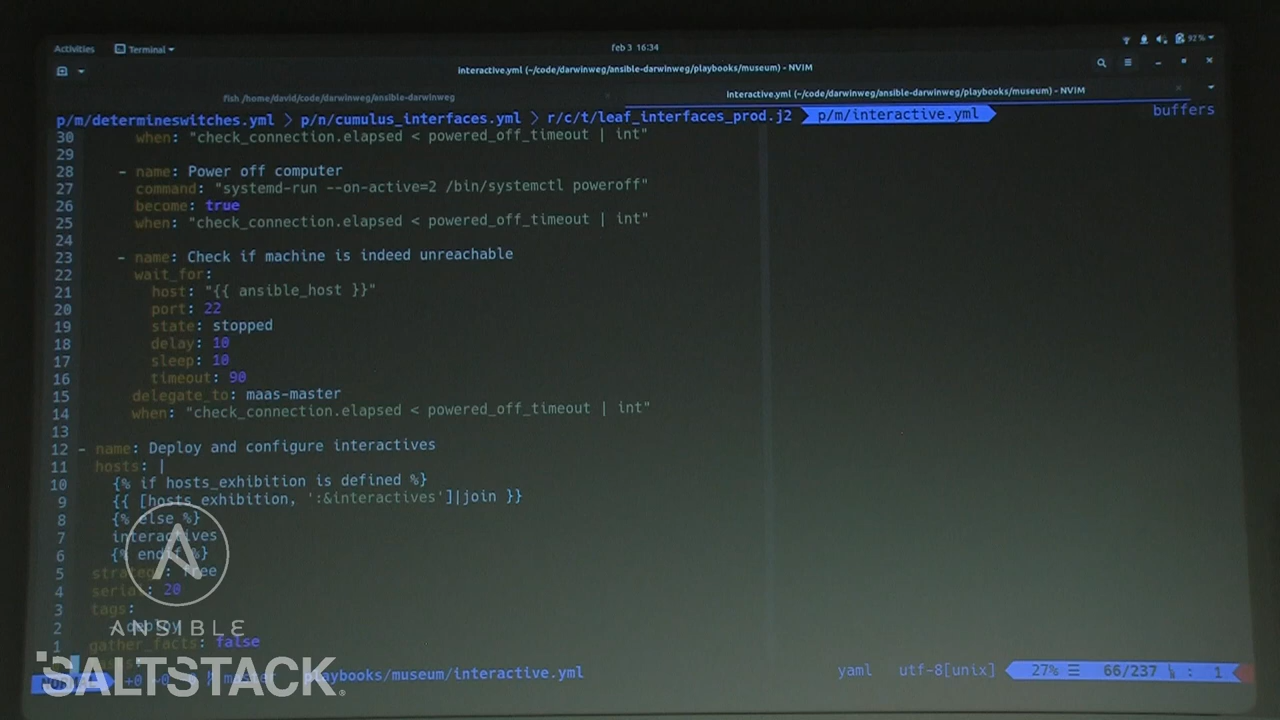 Activities Terminal feb 3 16:34 92%
interactive.yml (~/code/darwinweg/ansible-darwinweg/playbooks/museum) - NVIM
fish /home/david/code/darwinweg/ansible-darwinweg interactive.yml (~/code/darwinweg/ansible-darwinweg/playbooks/museum) - NVIM
p/m/determineswitches.yml p/n/cumulus_interfaces.yml r/c/t/leaf_interfaces_prod.j2 p/m/interactive.yml buffers
30 when: "check_connection.elapsed < powered_off_timeout | int"
29
28 - name: Power off computer
27 command: "systemd-run --on-active=2 /bin/systemctl poweroff"
26 become: true
25 when: "check_connection.elapsed < powered_off_timeout | int"
24
23 - name: Check if machine is indeed unreachable
22 wait_for:
21 host: "{{ ansible_host }}"
20 port: 22
19 state: stopped
18 delay: 10
17 sleep: 10
16 timeout: 90
15 delegate_to: maas-master
14 when: "check_connection.elapsed < powered_off_timeout | int"
13
12 - name: Deploy and configure interactives
11 hosts: |
10 {% if hosts_exhibition is defined %}
9 {{ [hosts_exhibition, ':&interactives']|join }}
8 {% else %}
7 interactives
6 {% endif %}
5 strategy: free
4 serial: 20
3 tags:
2 - deploy
1 gather_facts: false
ANSIBLE
SALTSTACK
+0 ~0 -0 master playbooks/museum/interactive.yml yaml utf-8[unix] 27% 66/237 : 1